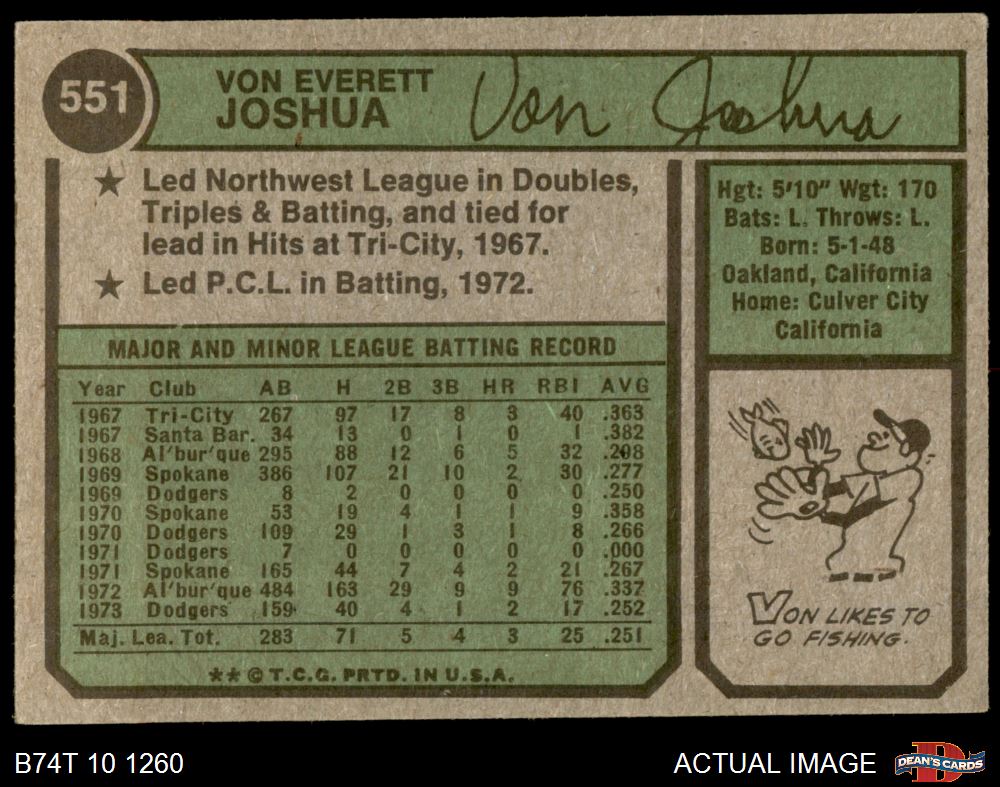 551
VON EVERETT
JOSHUA
Von Joshua
★ Led Northwest League in Doubles,
Triples & Batting, and tied for
lead in Hits at Tri-City, 1967.
★ Led P.C.L. in Batting, 1972.
Hgt: 5'10" Wgt: 170
Bats: L. Throws: L.
Born: 5-1-48
Oakland, California
Home: Culver City
California
MAJOR AND MINOR LEAGUE BATTING RECORD
Year Club AB H 2B 3B HR RBI AVG
1967 Tri-City 267 97 17 8 3 40 .363
1967 Santa Bar. 34 13 0 1 0 1 .382
1968 Al'bur'que 295 88 12 6 5 32 .298
1969 Spokane 386 107 21 10 2 30 .277
1969 Dodgers 8 2 0 0 0 0 .250
1970 Spokane 53 19 4 1 1 9 .358
1970 Dodgers 109 29 1 3 1 8 .266
1971 Dodgers 7 0 0 0 0 0 .000
1971 Spokane 165 44 7 4 2 21 .267
1972 Al'bur'que 484 163 29 9 9 76 .337
1973 Dodgers 159 40 4 1 2 17 .252
Maj. Lea. Tot. 283 71 5 4 3 25 .251
** © T.C.G. PRTD. IN U.S.A.
VON LIKES TO
GO FISHING.
B74T 10 1260
ACTUAL IMAGE
DEAN'S CARDS